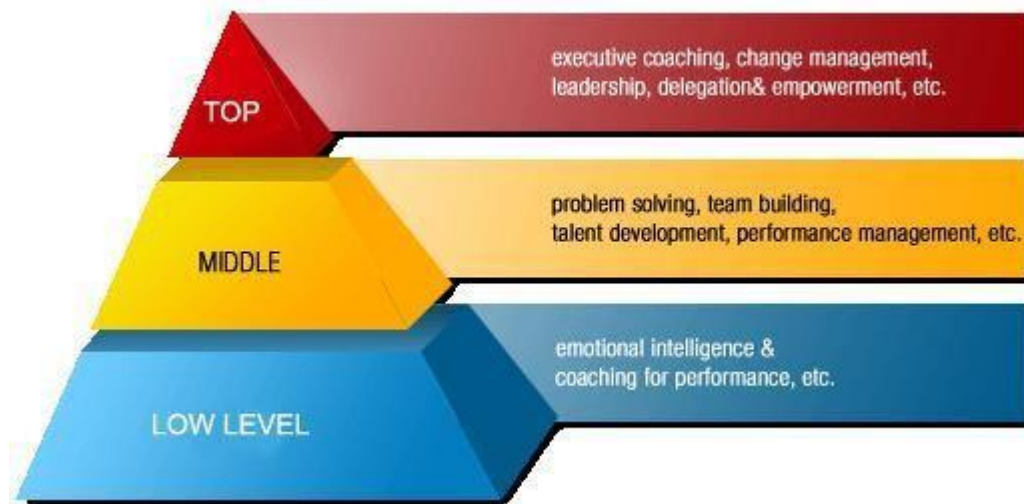 TOP
executive coaching, change management,
leadership, delegation& empowerment, etc.
MIDDLE
problem solving, team building,
talent development, performance management, etc.
LOW LEVEL
emotional intelligence &
coaching for performance, etc.